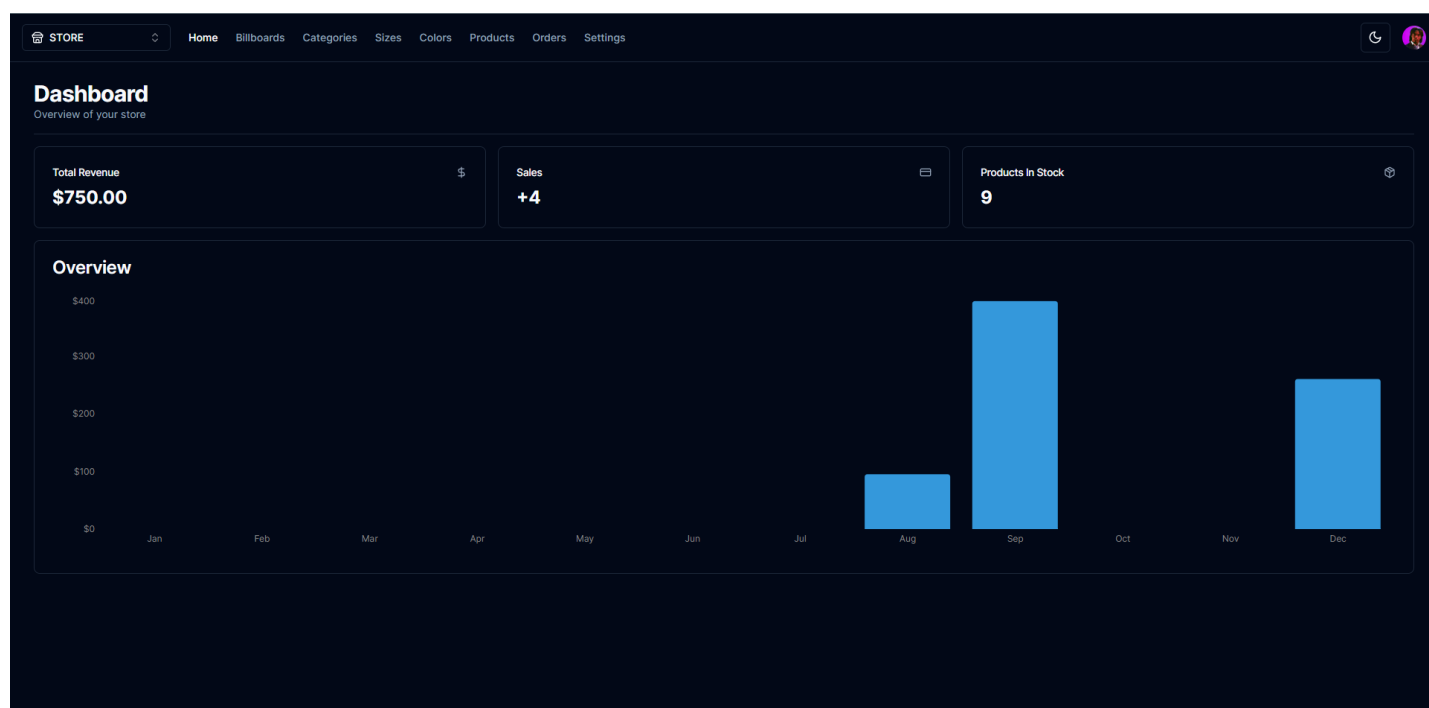 STORE Home Billboards Categories Sizes Colors Products Orders Settings
Dashboard
Overview of your store
Total Revenue $
$750.00
Sales
+4
Products In Stock
9
Overview
$400
$300
$200
$100
$0
Jan Feb Mar Apr May Jun Jul Aug Sep Oct Nov Dec